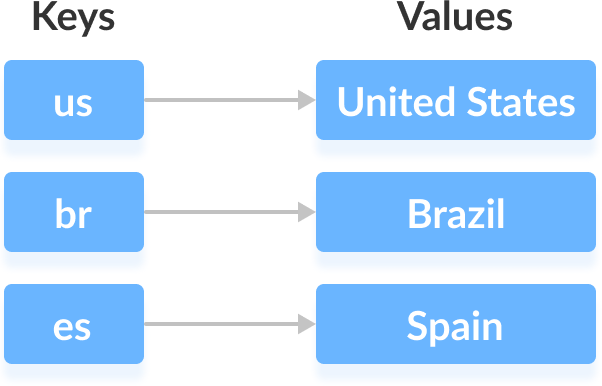 Keys Values
us United States
br Brazil
es Spain